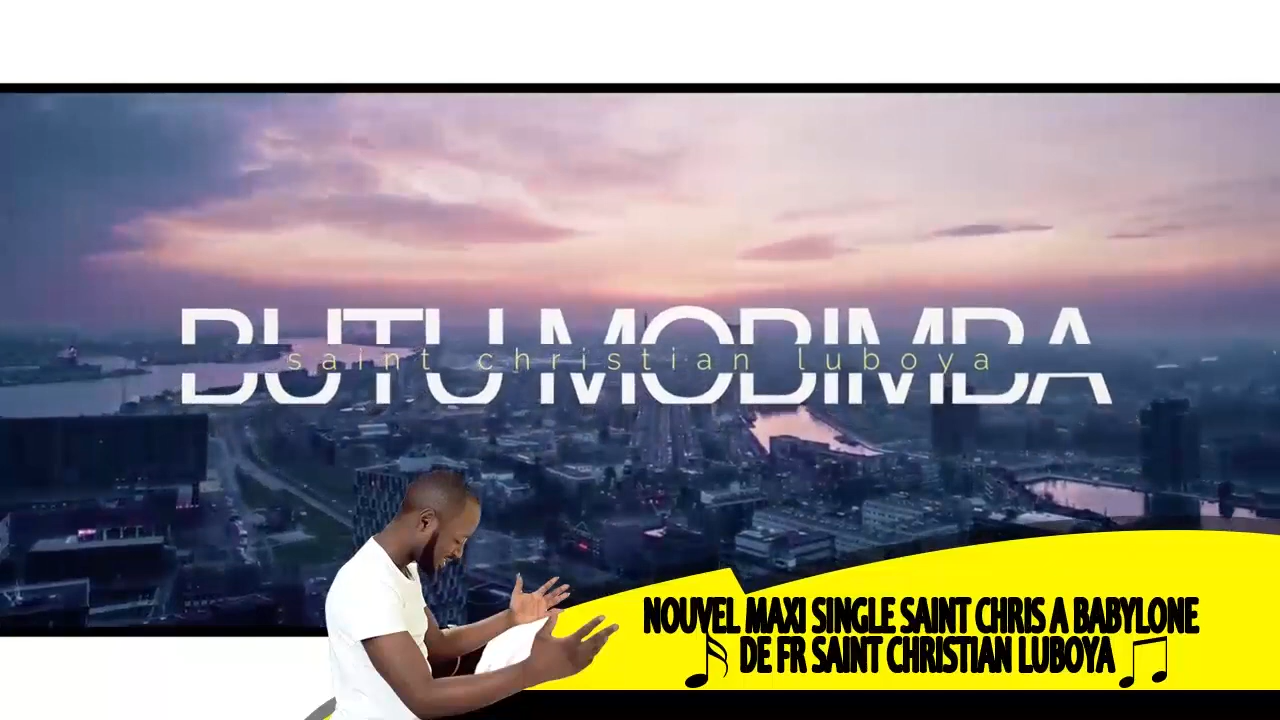 BUTU MOBIMBA
saint christian luboya
NOUVEL MAXI SINGLE SAINT CHRIS A BABYLONE
DE FR SAINT CHRISTIAN LUBOYA